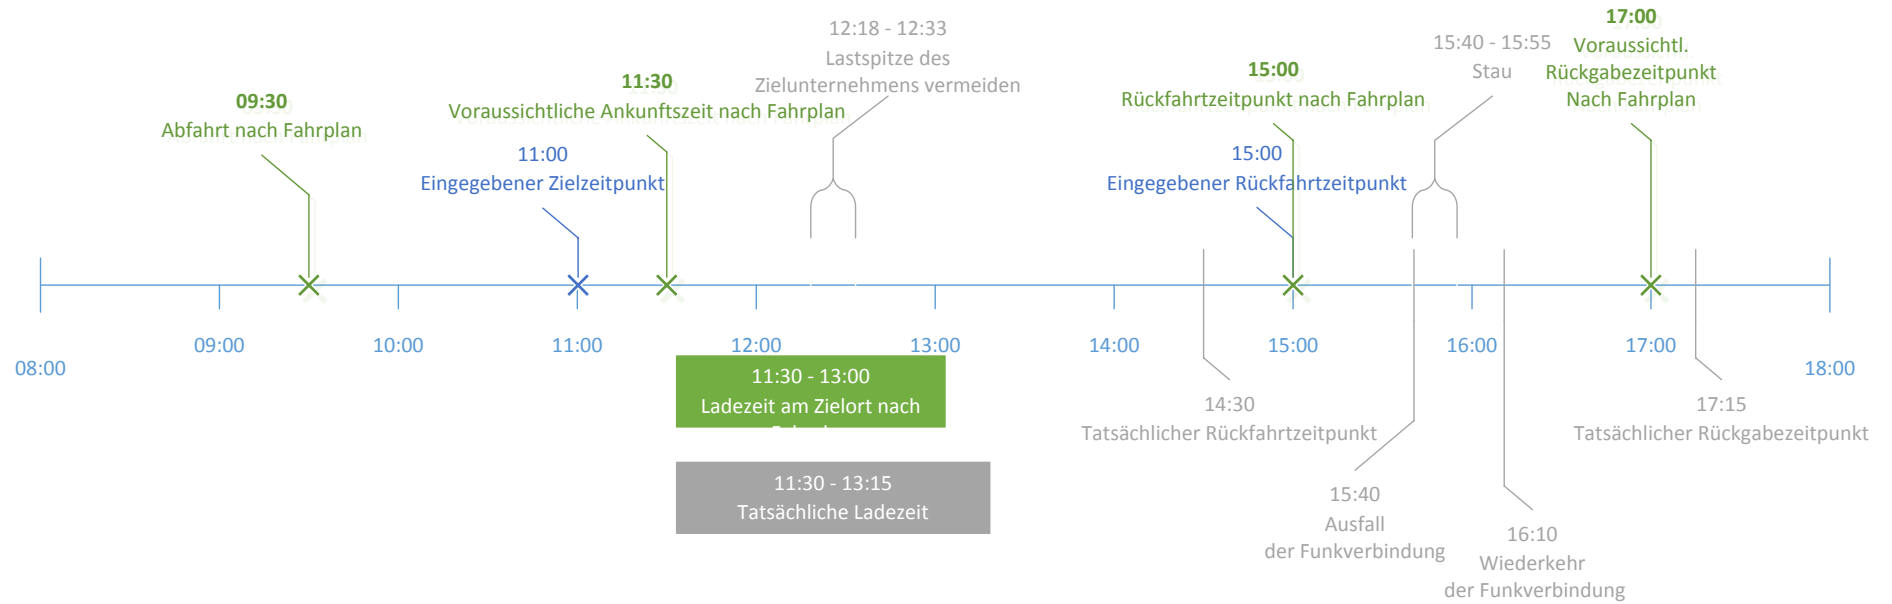 09:30
Abfahrt nach Fahrplan
11:30
Voraussichtliche Ankunftszeit nach Fahrplan
11:00
Eingegebener Zielzeitpunkt
12:18 - 12:33
Lastspitze des
Zielunternehmens vermeiden
15:00
Rückfahrtzeitpunkt nach Fahrplan
15:00
Eingegebener Rückfahrtzeitpunkt
15:40 - 15:55
Stau
17:00
Voraussichtl.
Rückgabezeitpunkt
Nach Fahrplan
08:00
09:00
10:00
11:00
12:00
13:00
14:00
15:00
16:00
17:00
18:00
11:30 - 13:00
Ladezeit am Zielort nach
11:30 - 13:15
Tatsächliche Ladezeit
14:30
Tatsächlicher Rückfahrtzeitpunkt
15:40
Ausfall
der Funkverbindung
16:10
Wiederkehr
der Funkverbindung
17:15
Tatsächlicher Rückgabezeitpunkt